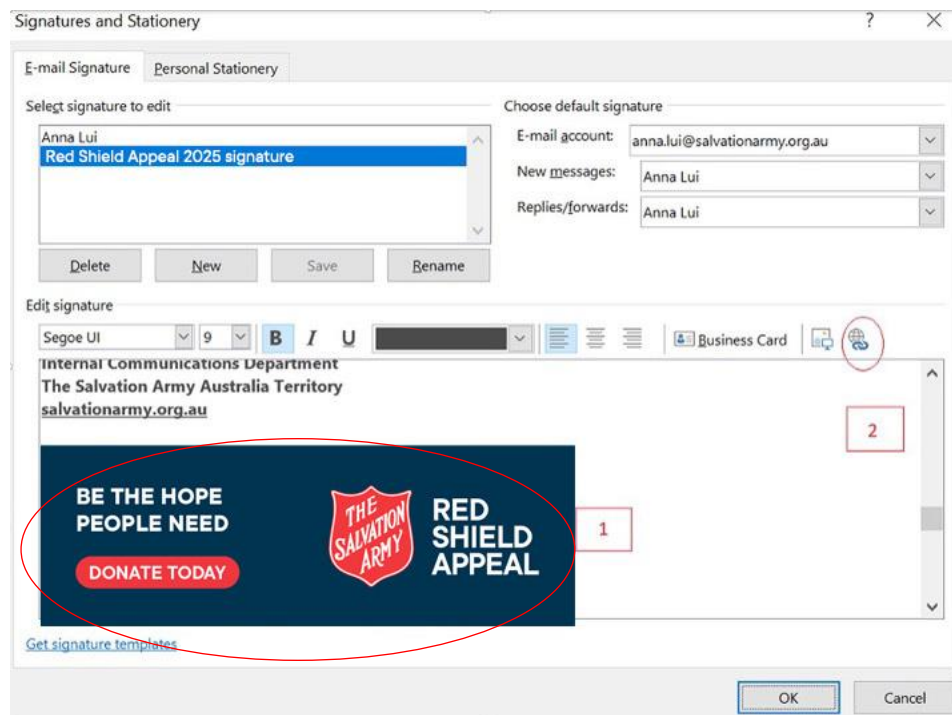 Signatures and Stationery
?
E-mail Signature
Personal Stationery
Select signature to edit
Choose default signature
Anna Lui
Red Shield Appeal 2025 signature
E-mail account:
anna.lui@salvationarmy.org.au
New messages:
Anna Lui
Replies/forwards:
Anna Lui
Delete
New
Save
Rename
Edit signature
Segoe UI
9
B
I
U
Business Card
Internal Communications Department
The Salvation Army Australia Territory
salvationarmy.org.au
2
BE THE HOPE
PEOPLE NEED
DONATE TODAY
THE
SALVATION
ARMY
RED
SHIELD
APPEAL
1
Get signature templates
OK
Cancel